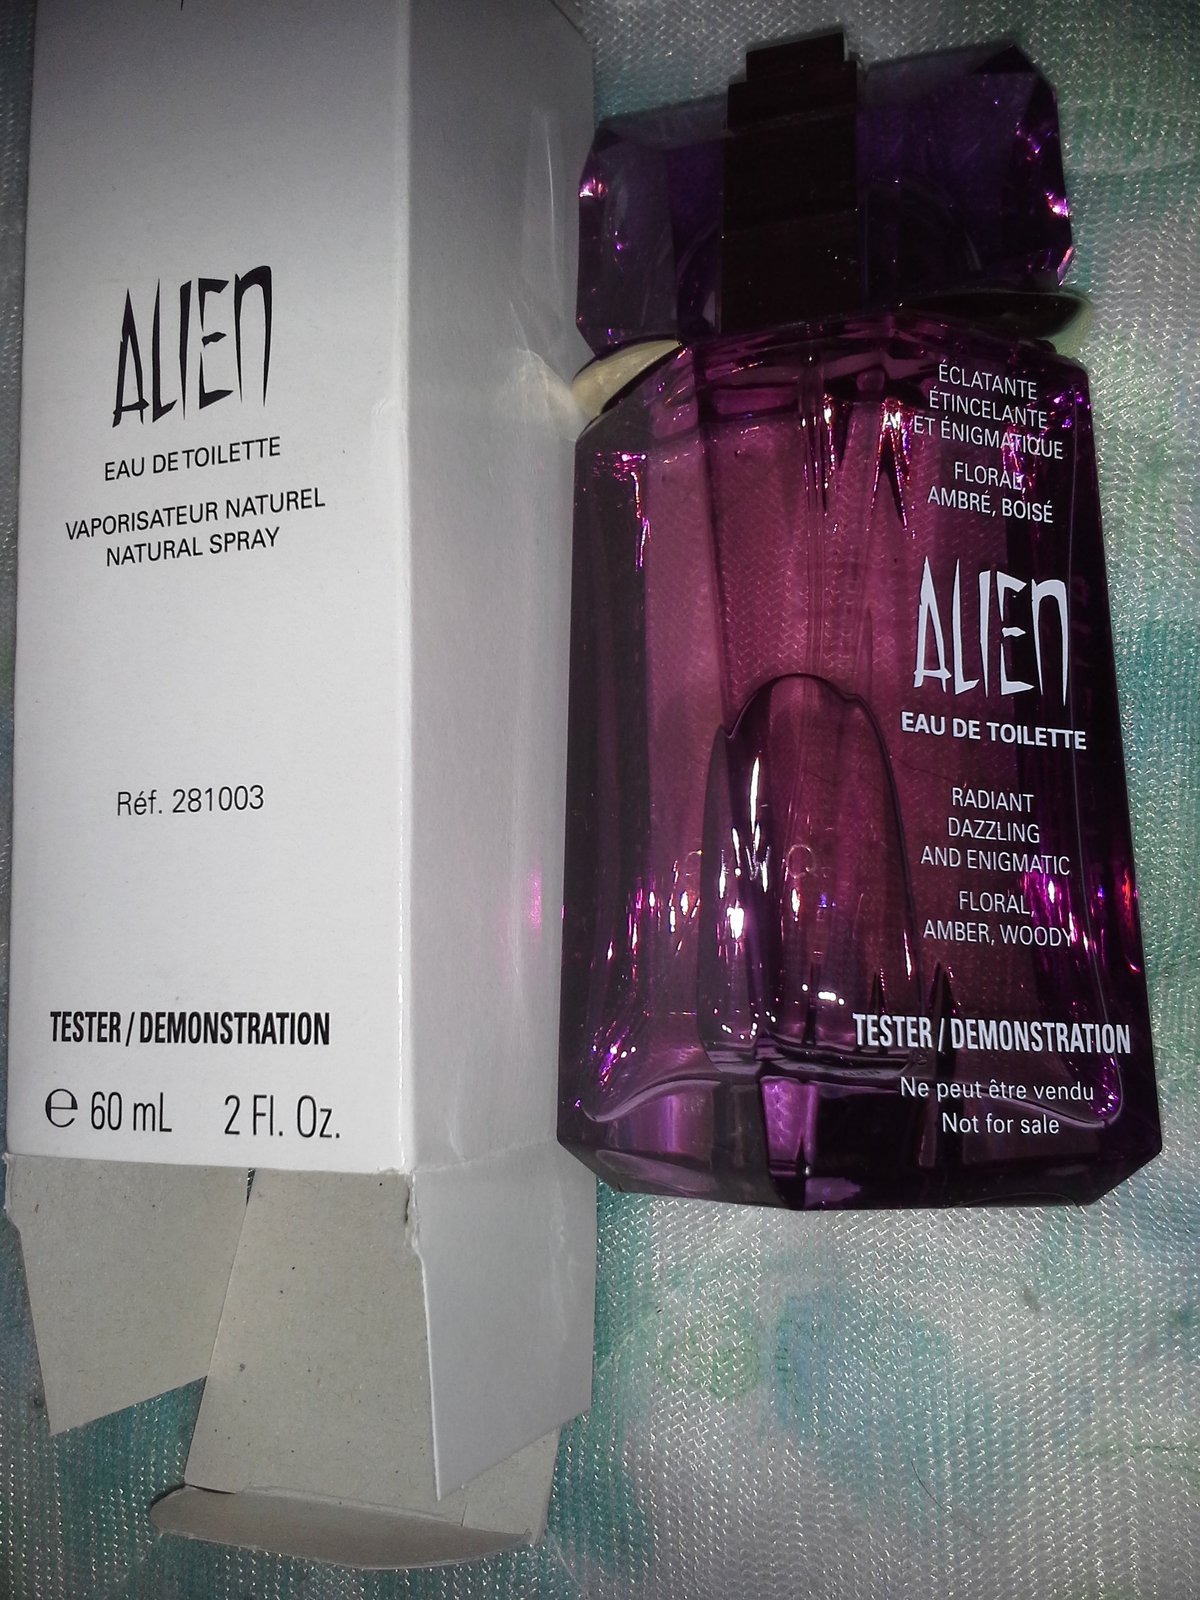 ALIEN
EAU DE TOILETTE
VAPORISATEUR NATUREL
NATURAL SPRAY
Réf. 281003
TESTER / DEMONSTRATION
℮ 60 mL 2 Fl. Oz.
ÉCLATANTE
ÉTINCELANTE
ET ÉNIGMATIQUE
FLORAL,
AMBRÉ, BOISÉ
ALIEN
EAU DE TOILETTE
RADIANT
DAZZLING
AND ENIGMATIC
FLORAL,
AMBER, WOODY
TESTER / DEMONSTRATION
Ne peut être vendu
Not for sale